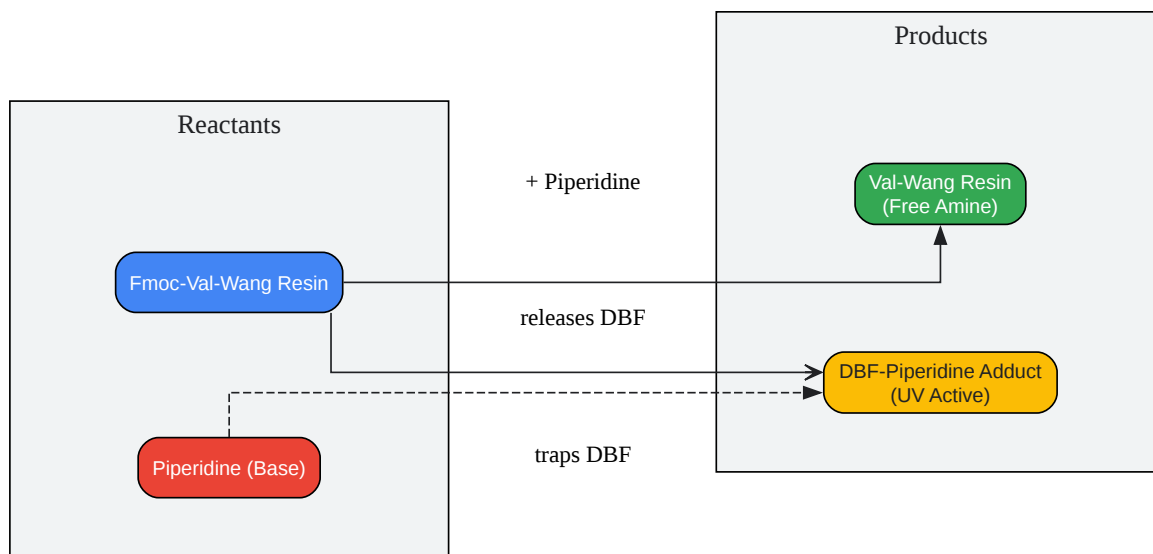 Products
Reactants
+ Piperidine
Val-Wang Resin
(Free Amine)
Fmoc-Val-Wang Resin
releases DBF
DBF-Piperidine Adduct
(UV Active)
traps DBF
Piperidine (Base)